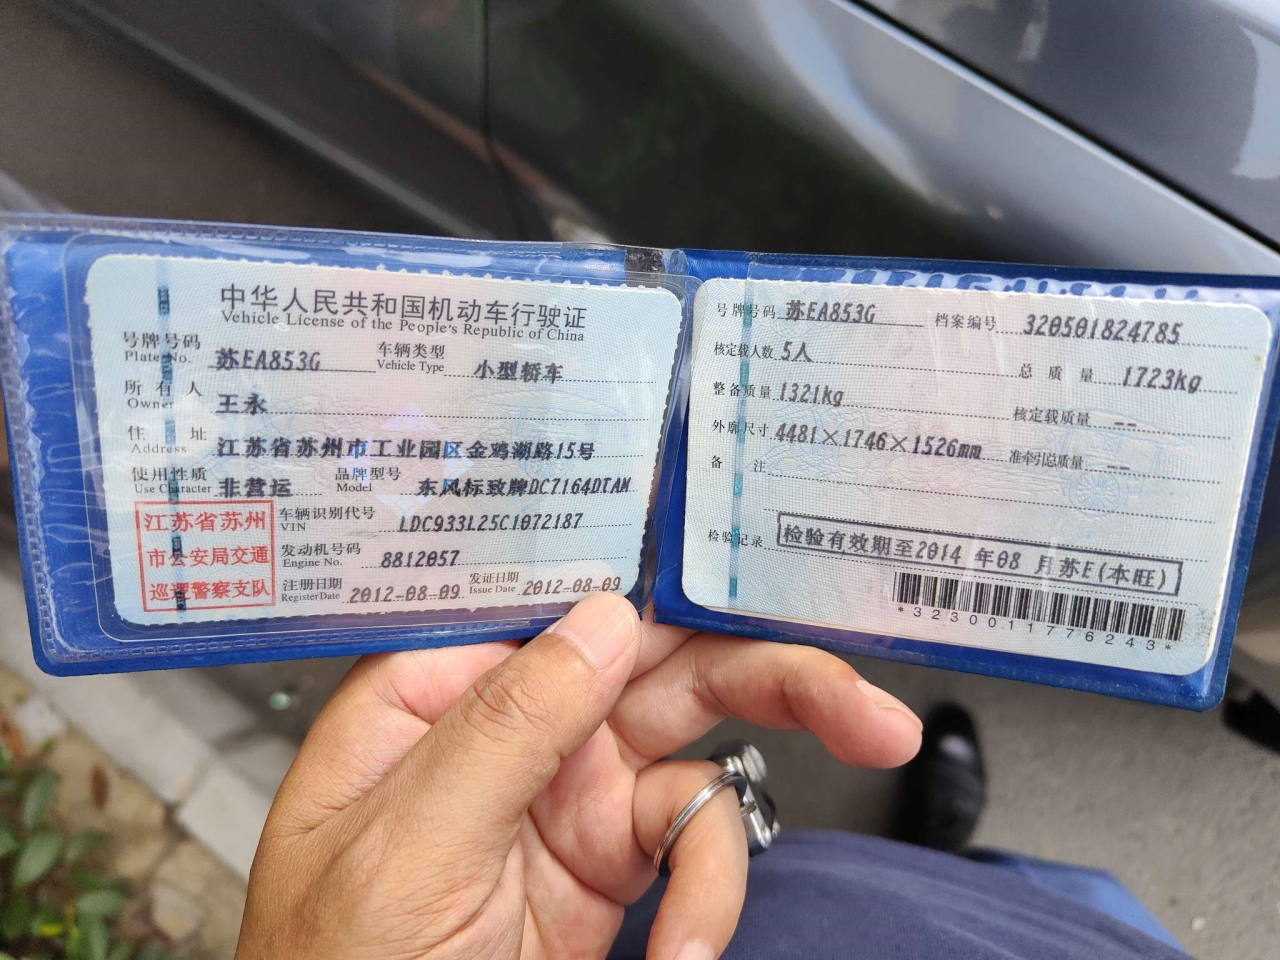 中华人民共和国机动车行驶证
Vehicle License of the People's Republic of China
号牌号码 苏EA853G 车辆类型 小型轿车
Plate No. Vehicle Type
所有人 王永
Owner
住址 江苏省苏州市工业园区金鸡湖路15号
Address
使用性质 非营运 品牌型号 东风标致牌DC7164DTAM
Use Character Model
江苏省苏州
市公安局交通
巡逻警察支队
车辆识别代号 LDC933L25C1072187
VIN
发动机号码 8812057
Engine No.
注册日期 2012-08-09 发证日期 2012-08-09
Register Date Issue Date
号牌号码 苏EA853G 档案编号 320501824785
核定载人数 5人 总质量 1723kg
整备质量 1321kg 核定载质量 --
外廓尺寸 4481×1746×1526mm 准牵引总质量 --
备注
检验记录 检验有效期至2014年08月苏E(本旺)
*3230011776243*